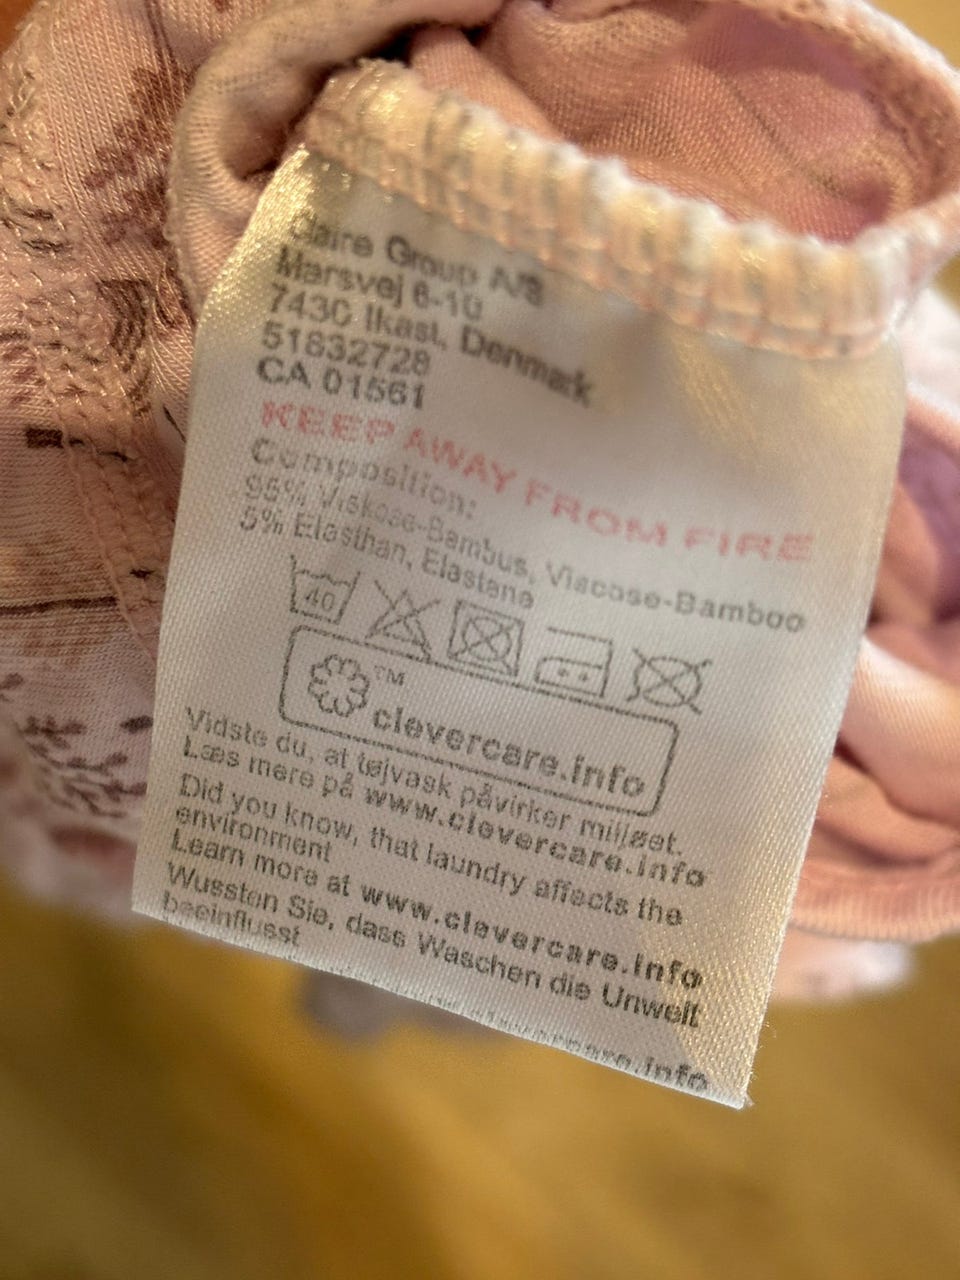 Claire Group A/S
Marsvej 6-10
7430 Ikast, Denmark
51832728
CA 01561
KEEP AWAY FROM FIRE
Composition:
95% Viskose-Bambus, Viscose-Bamboo
5% Elasthan, Elastane
40
TM
clevercare.info
Vidste du, at tøjvask påvirker miljøet.
Læs mere på www.clevercare.info
Did you know, that laundry affects the
environment
Learn more at www.clevercare.info
Wussten Sie, dass Waschen die Unwelt
beeinflusst